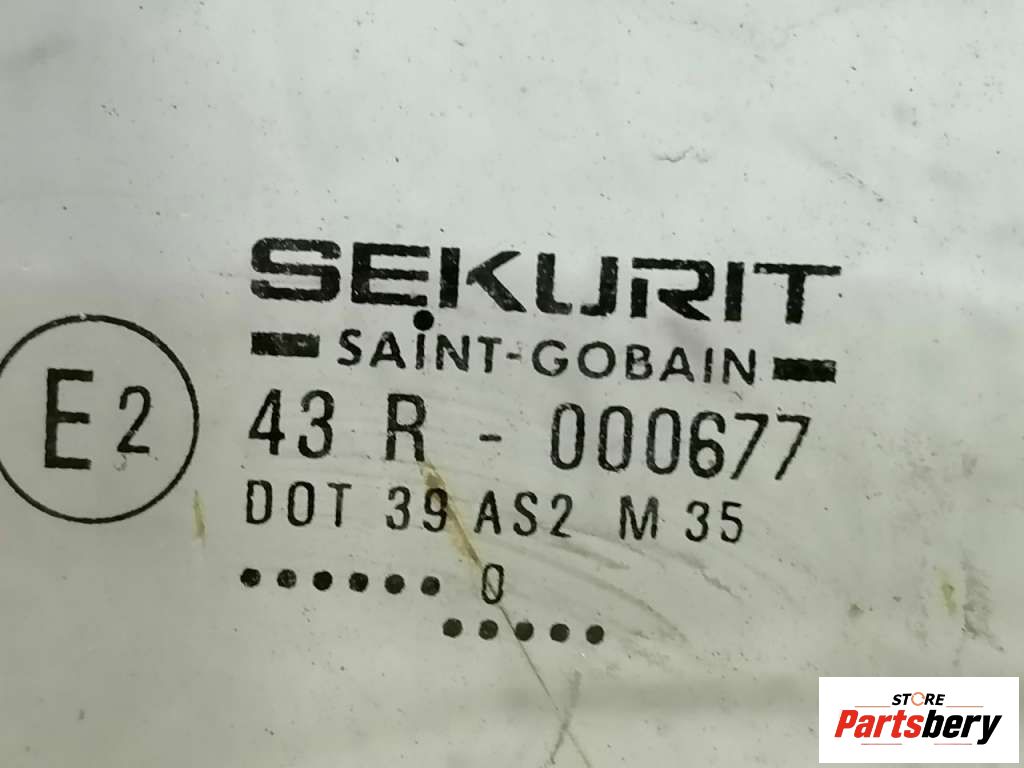 SEKURIT
SAiNT-GOBAIN
E2
43 R - 000677
DOT 39 AS2 M 35
•••••• 0
•••••
STORE
Partsbery